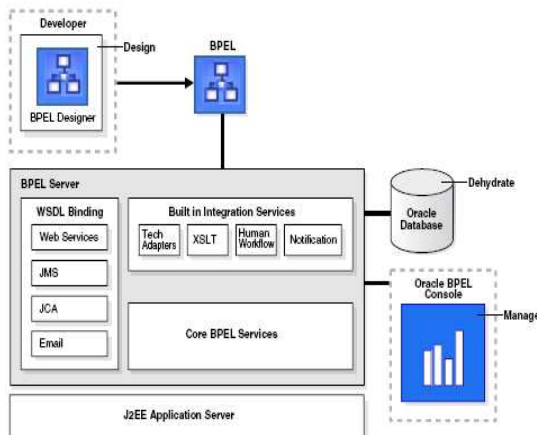 Developer
Design
BPEL Designer
BPEL
BPEL Server
WSDL Binding
Web Services
JMS
JCA
Email
Built in Integration Services
Tech
Adapters
XSLT
Human
Workflow
Notification
Core BPEL Services
Dehydrate
Oracle
Database
Oracle BPEL
Console
Manage
J2EE Application Server